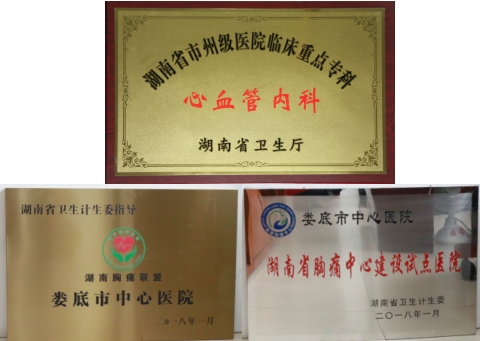 湖南省市州级医院临床重点专科
心血管内科
湖南省卫生厅
湖南省卫生计生委指导
湖南胸痛联盟
娄底市中心医院
二〇一八年一月
娄底市中心医院
湖南省胸痛中心建设试点医院
湖南省卫生计生委
二〇一八年一月